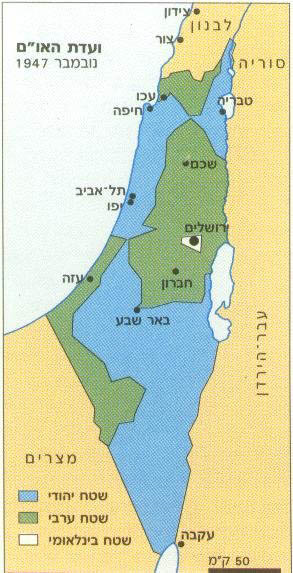 צידון
לבנון
צור
ועדת האו"ם
נובמבר 1947
סוריה
עכו
חיפה
טבריה
שכם
תל-אביב
יפו
ירושלים
עזה
חברון
באר שבע
עבר-הירדן
מצרים
שטח יהודי
שטח ערבי
שטח בינלאומי
עקבה
50 ק"מ